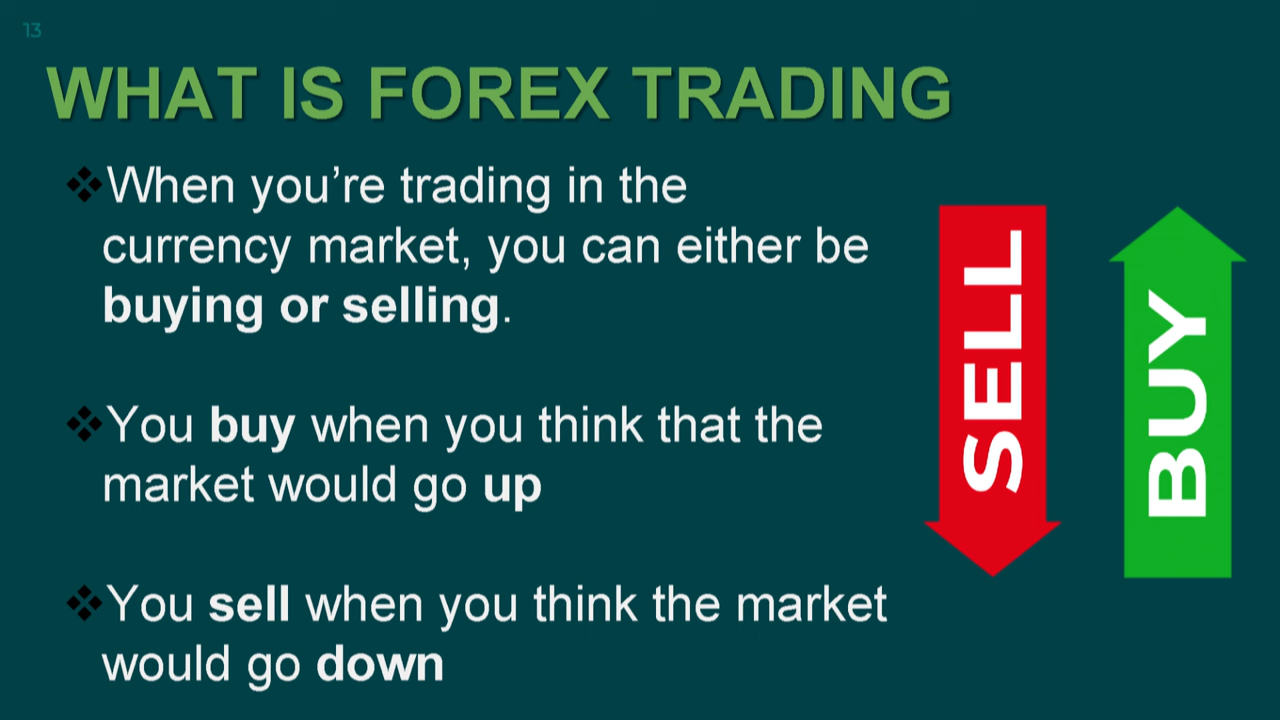 13
WHAT IS FOREX TRADING
When you’re trading in the
currency market, you can either be
buying or selling.
You buy when you think that the
market would go up
You sell when you think the market
would go down
SELL
BUY